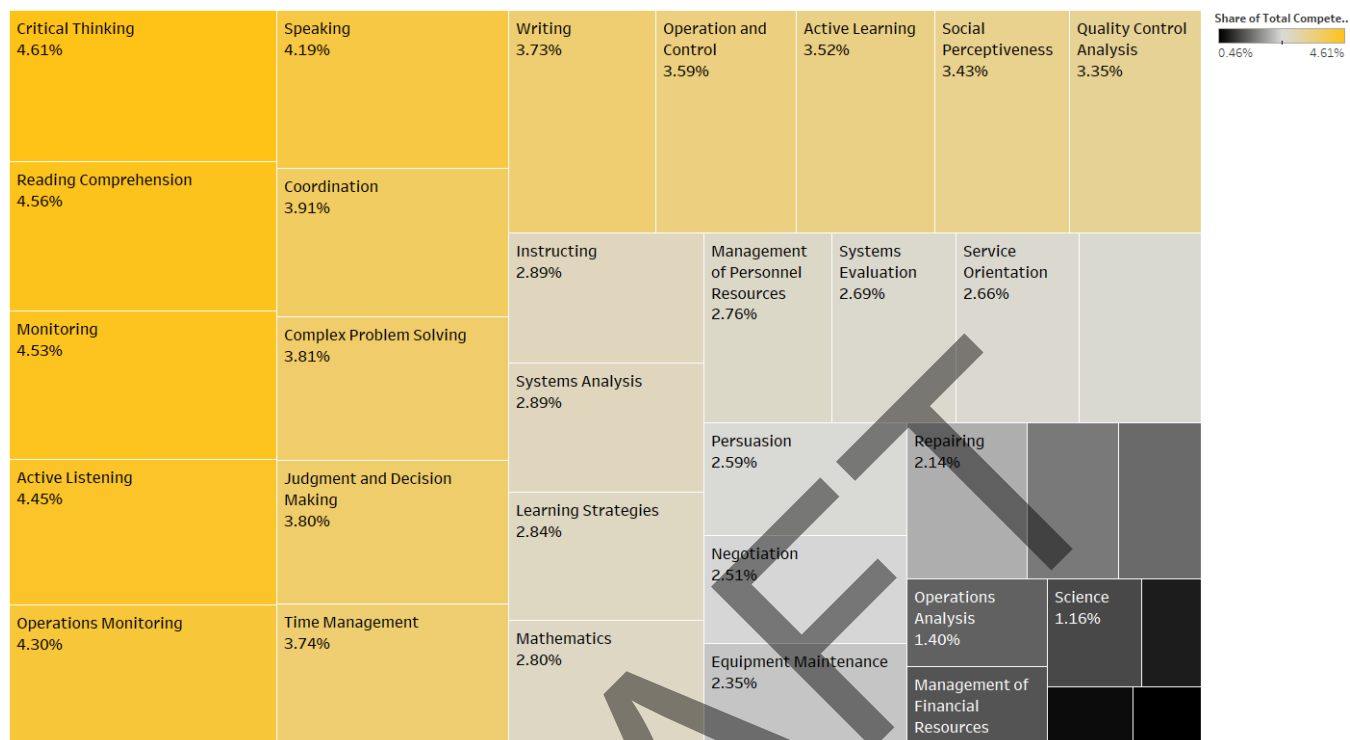 Critical Thinking
4.61%
Reading Comprehension
4.56%
Monitoring
4.53%
Active Listening
4.45%
Operations Monitoring
4.30%
Speaking
4.19%
Coordination
3.91%
Complex Problem Solving
3.81%
Judgment and Decision
Making
3.80%
Time Management
3.74%
Writing
3.73%
Operation and
Control
3.59%
Active Learning
3.52%
Social
Perceptiveness
3.43%
Quality Control
Analysis
3.35%
Instructing
2.89%
Systems Analysis
2.89%
Learning Strategies
2.84%
Mathematics
2.80%
Management
of Personnel
Resources
2.76%
Systems
Evaluation
2.69%
Service
Orientation
2.66%
Persuasion
2.59%
Negotiation
2.51%
Equipment Maintenance
2.35%
Repairing
2.14%
Operations
Analysis
1.40%
Management of
Financial
Resources
Science
1.16%
Share of Total Compete..
0.46% 4.61%